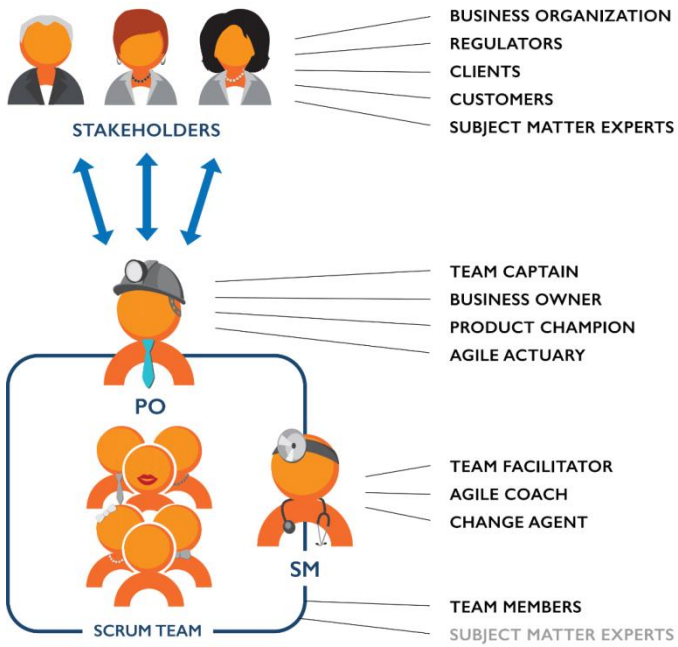 BUSINESS ORGANIZATION
REGULATORS
CLIENTS
CUSTOMERS
SUBJECT MATTER EXPERTS
STAKEHOLDERS
TEAM CAPTAIN
BUSINESS OWNER
PRODUCT CHAMPION
AGILE ACTUARY
PO
TEAM FACILITATOR
AGILE COACH
CHANGE AGENT
SM
TEAM MEMBERS
SCRUM TEAM
SUBJECT MATTER EXPERTS